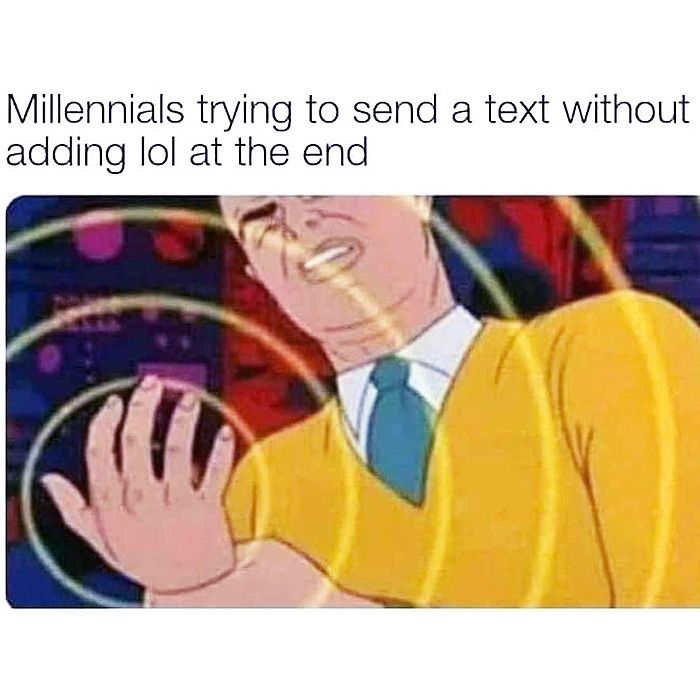 Millennials trying to send a text without
adding lol at the end